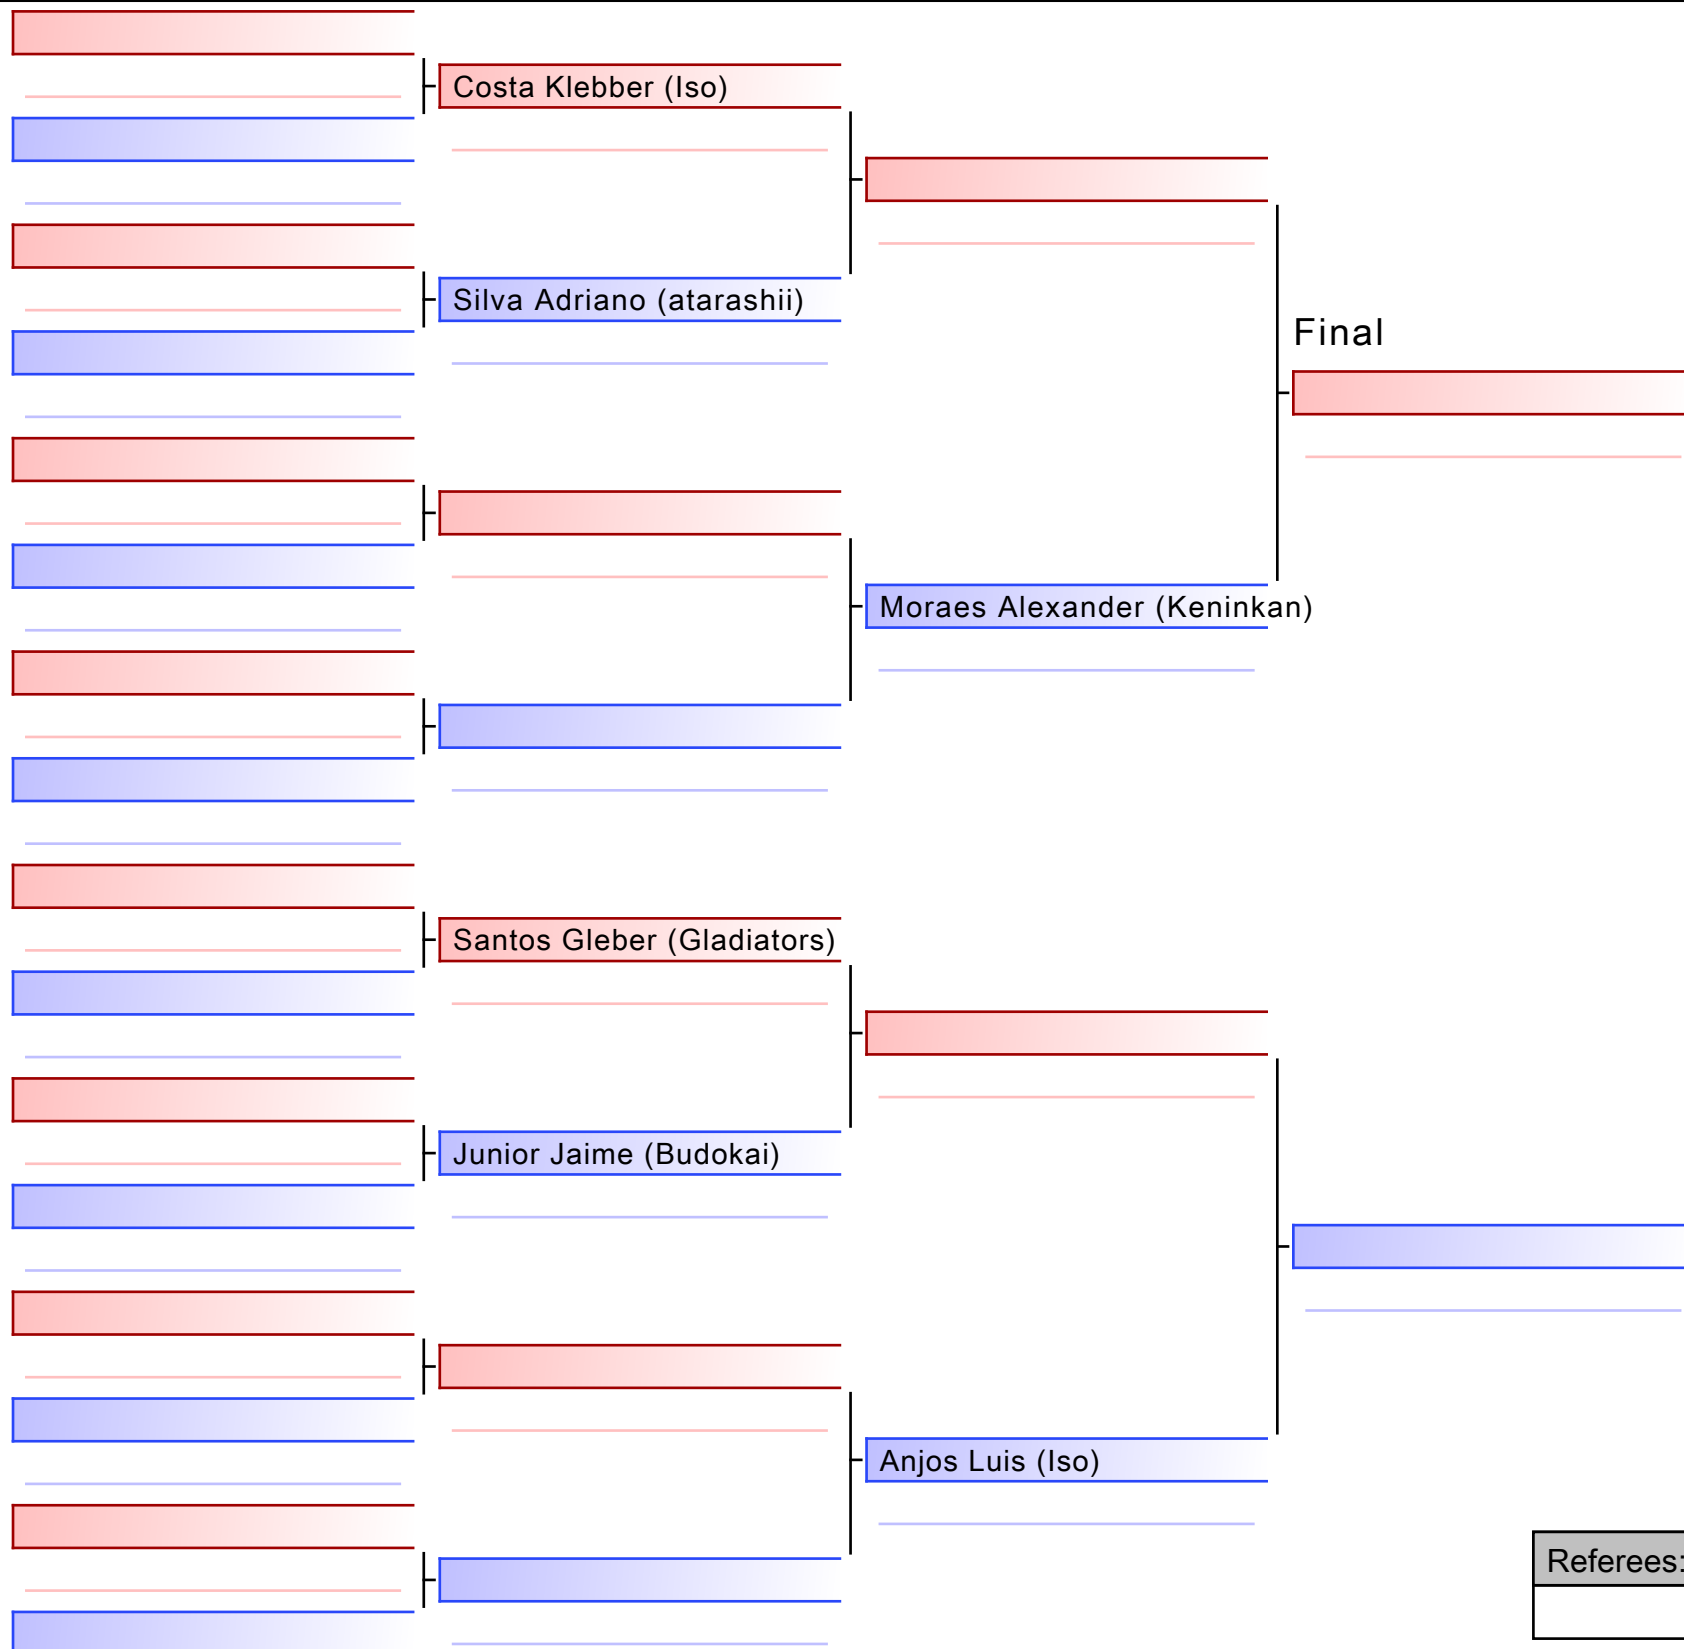 Costa Klebber (Iso)
Silva Adriano (atarashii)
Final
Moraes Alexander (Keninkan)
Santos Gleber (Gladiators)
Junior Jaime (Budokai)
Anjos Luis (Iso)
Referees: